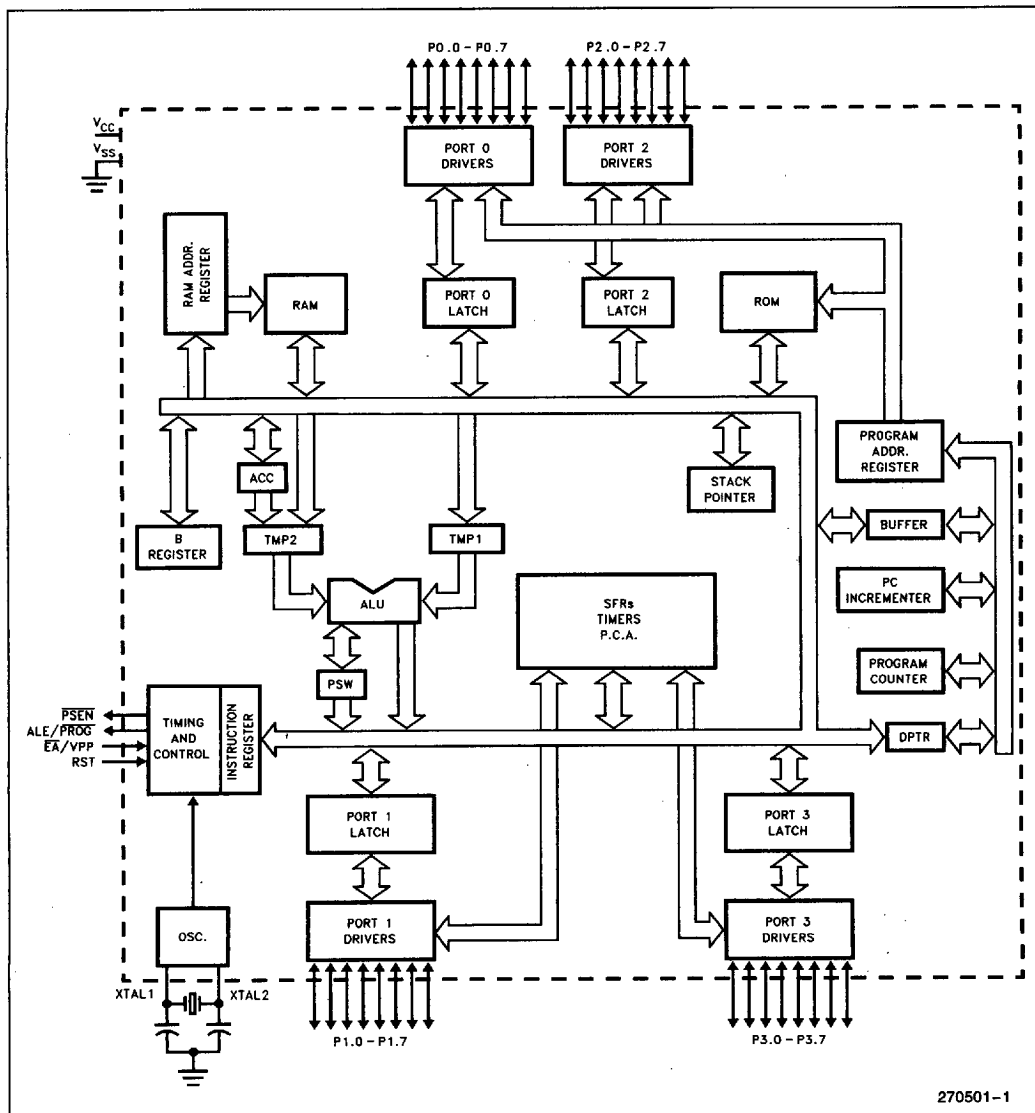 P0.0-P0.7
P2.0-P2.7
VCC
VSS
PORT 0
DRIVERS
PORT 2
DRIVERS
RAM ADDR.
REGISTER
RAM
PORT 0
LATCH
PORT 2
LATCH
ROM
PROGRAM
ADDR.
REGISTER
ACC
STACK
POINTER
B
REGISTER
TMP2
TMP1
BUFFER
ALU
SFRs
TIMERS
P.C.A.
PC
INCREMENTER
PSW
PROGRAM
COUNTER
PSEN
ALE/PROG
EA/VPP
RST
TIMING
AND
CONTROL
INSTRUCTION
REGISTER
DPTR
PORT 1
LATCH
PORT 3
LATCH
PORT 1
DRIVERS
PORT 3
DRIVERS
OSC.
XTAL1
XTAL2
P1.0-P1.7
P3.0-P3.7
270501-1